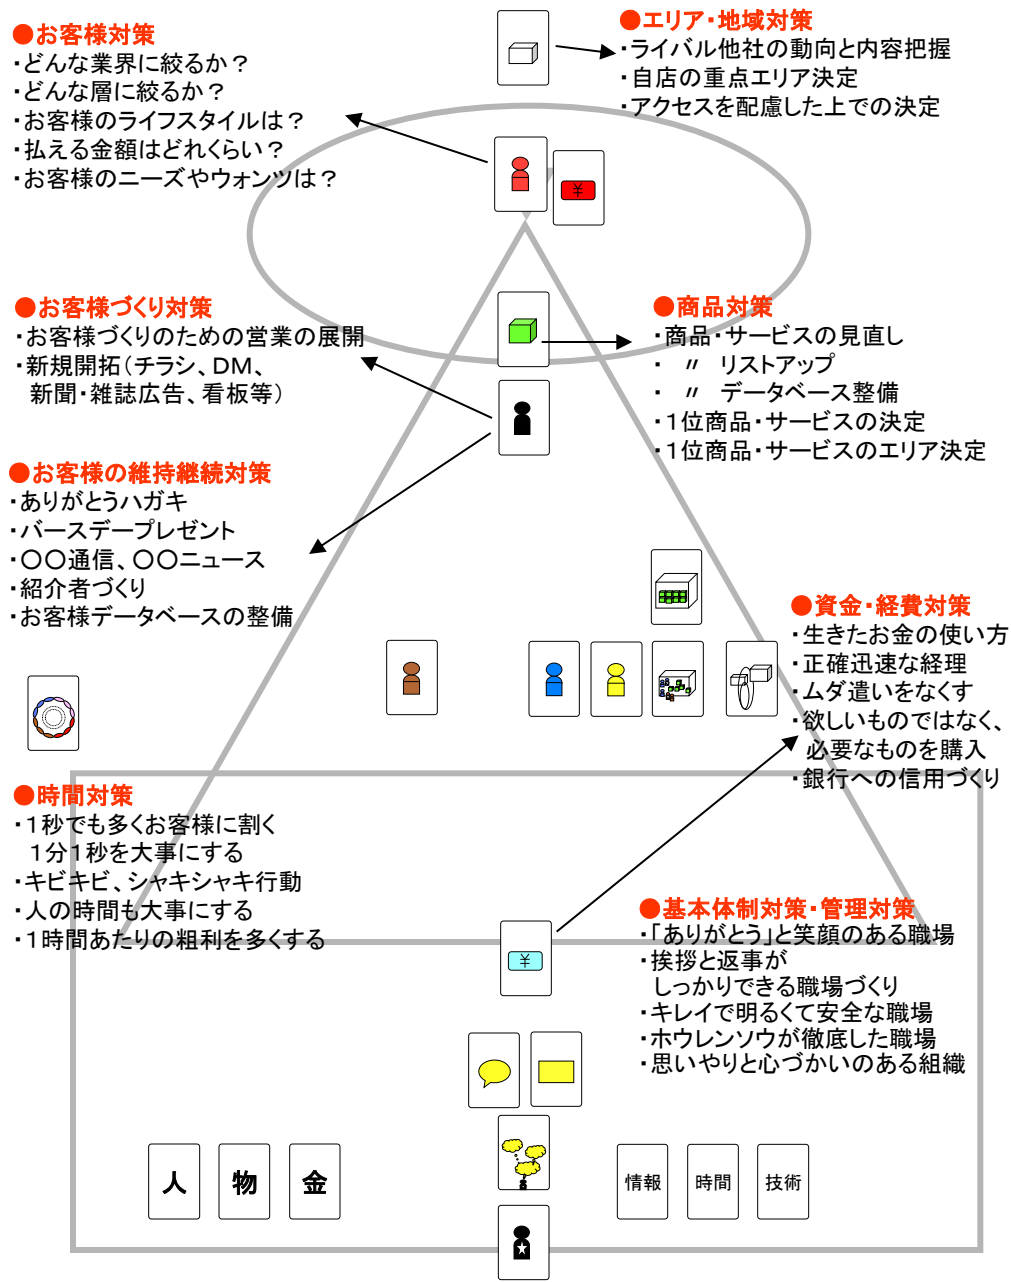 ●お客様対策
・どんな業界に絞るか？
・どんな層に絞るか？
・お客様のライフスタイルは？
・払える金額はどれくらい？
・お客様のニーズやウォンツは？
●エリア・地域対策
・ライバル他社の動向と内容把握
・自店の重点エリア決定
・アクセスを配慮した上での決定
¥
●お客様づくり対策
・お客様づくりのための営業の展開
・新規開拓（チラシ、DM、
新聞・雑誌広告、看板等）
●商品対策
・商品・サービスの見直し
・ 〃 リストアップ
・ 〃 データベース整備
・１位商品・サービスの決定
・１位商品・サービスのエリア決定
●お客様の維持継続対策
・ありがとうハガキ
・バースデープレゼント
・〇〇通信、〇〇ニュース
・紹介者づくり
・お客様データベースの整備
●資金・経費対策
・生きたお金の使い方
・正確迅速な経理
・ムダ遣いをなくす
・欲しいものではなく、
必要なものを購入
・銀行への信用づくり
●時間対策
・１秒でも多くお客様に割く
１分１秒を大事にする
・キビキビ、シャキシャキ行動
・人の時間も大事にする
・１時間あたりの粗利を多くする
¥
●基本体制対策・管理対策
・「ありがとう」と笑顔のある職場
・挨拶と返事が
しっかりできる職場づくり
・キレイで明るくて安全な職場
・ホウレンソウが徹底した職場
・思いやりと心づかいのある組織
人 物 金 情報 時間 技術